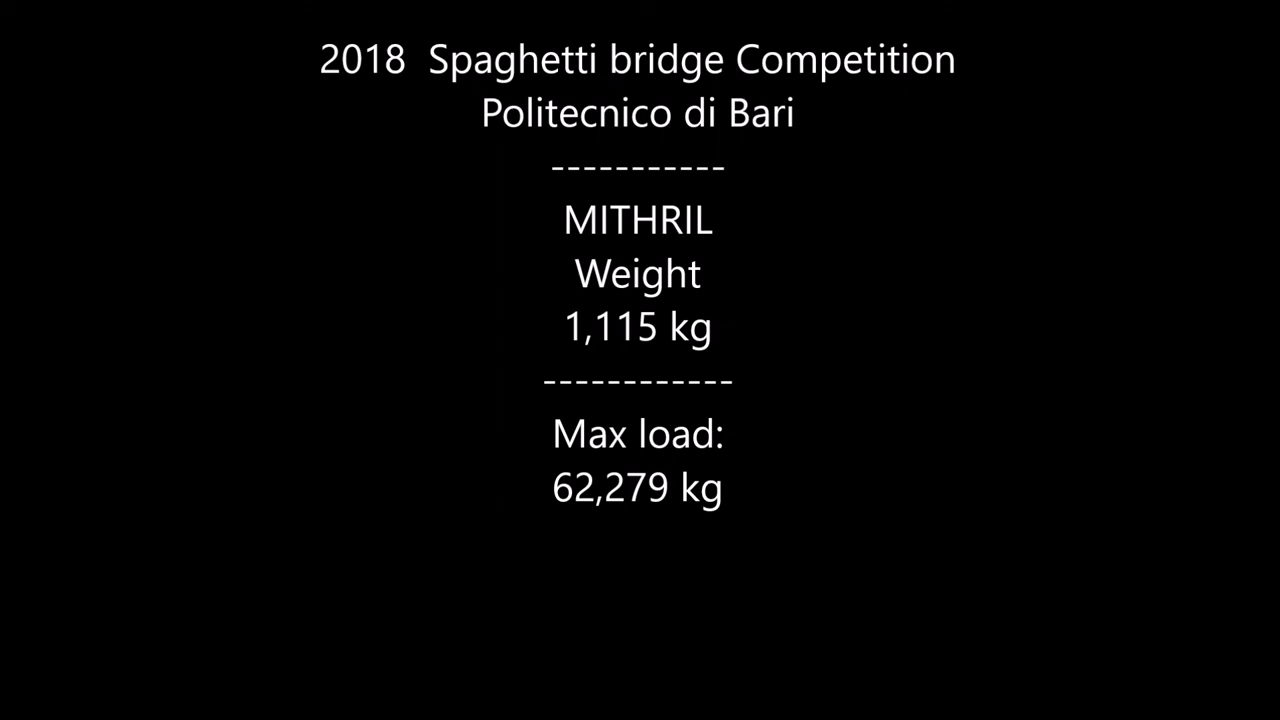 2018  Spaghetti bridge Competition
Politecnico di Bari
-----------
MITHRIL
Weight
1,115 kg
------------
Max load:
62,279 kg